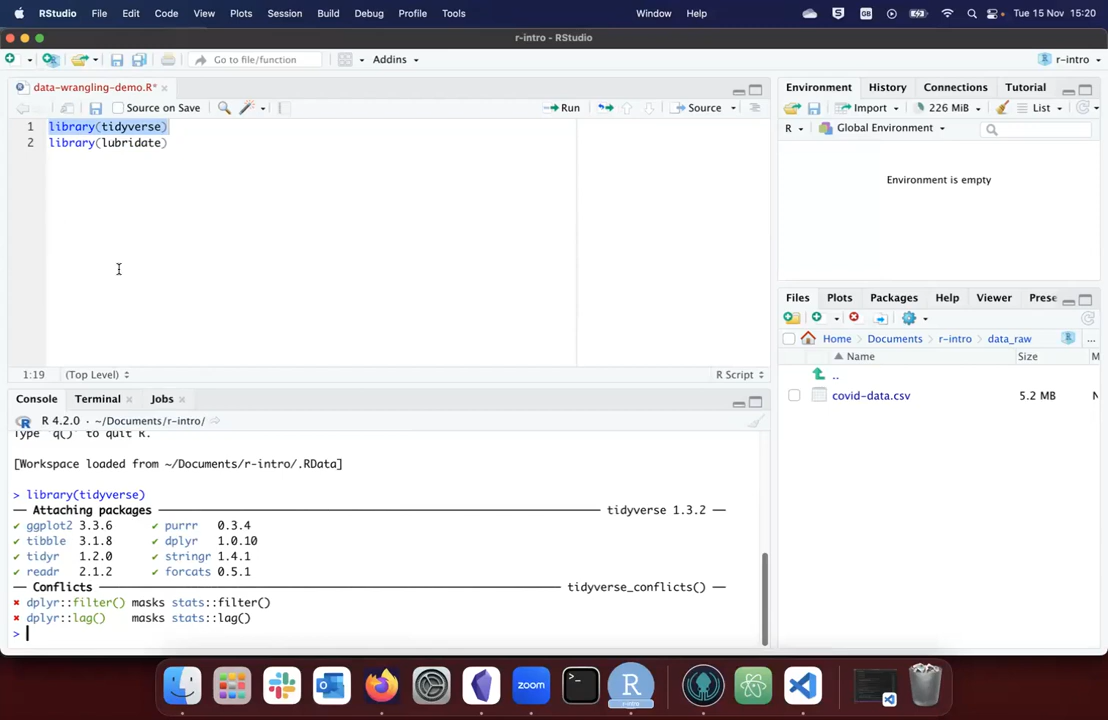 RStudio File Edit Code View Plots Session Build Debug Profile Tools Window Help GB Tue 15 Nov 15:20
r-intro - RStudio
Go to file/function Addins r-intro
data-wrangling-demo.R*
Source on Save Run Source
1 library(tidyverse)
2 library(lubridate)
1:19 (Top Level) R Script
Console Terminal Jobs
R 4.2.0 · ~/Documents/r-intro/
Type 'q()' to quit R.
[Workspace loaded from ~/Documents/r-intro/.RData]
> library(tidyverse)
── Attaching packages ── tidyverse 1.3.2 ──
✔ ggplot2 3.3.6 ✔ purrr 0.3.4
✔ tibble 3.1.8 ✔ dplyr 1.0.10
✔ tidyr 1.2.0 ✔ stringr 1.4.1
✔ readr 2.1.2 ✔ forcats 0.5.1
── Conflicts ── tidyverse_conflicts() ──
✖ dplyr::filter() masks stats::filter()
✖ dplyr::lag() masks stats::lag()
>
Environment History Connections Tutorial
Import 226 MiB List
R Global Environment
Environment is empty
Files Plots Packages Help Viewer Prese
Home Documents r-intro data_raw ...
Name Size M
..
covid-data.csv 5.2 MB N
zoom
R
r-intro